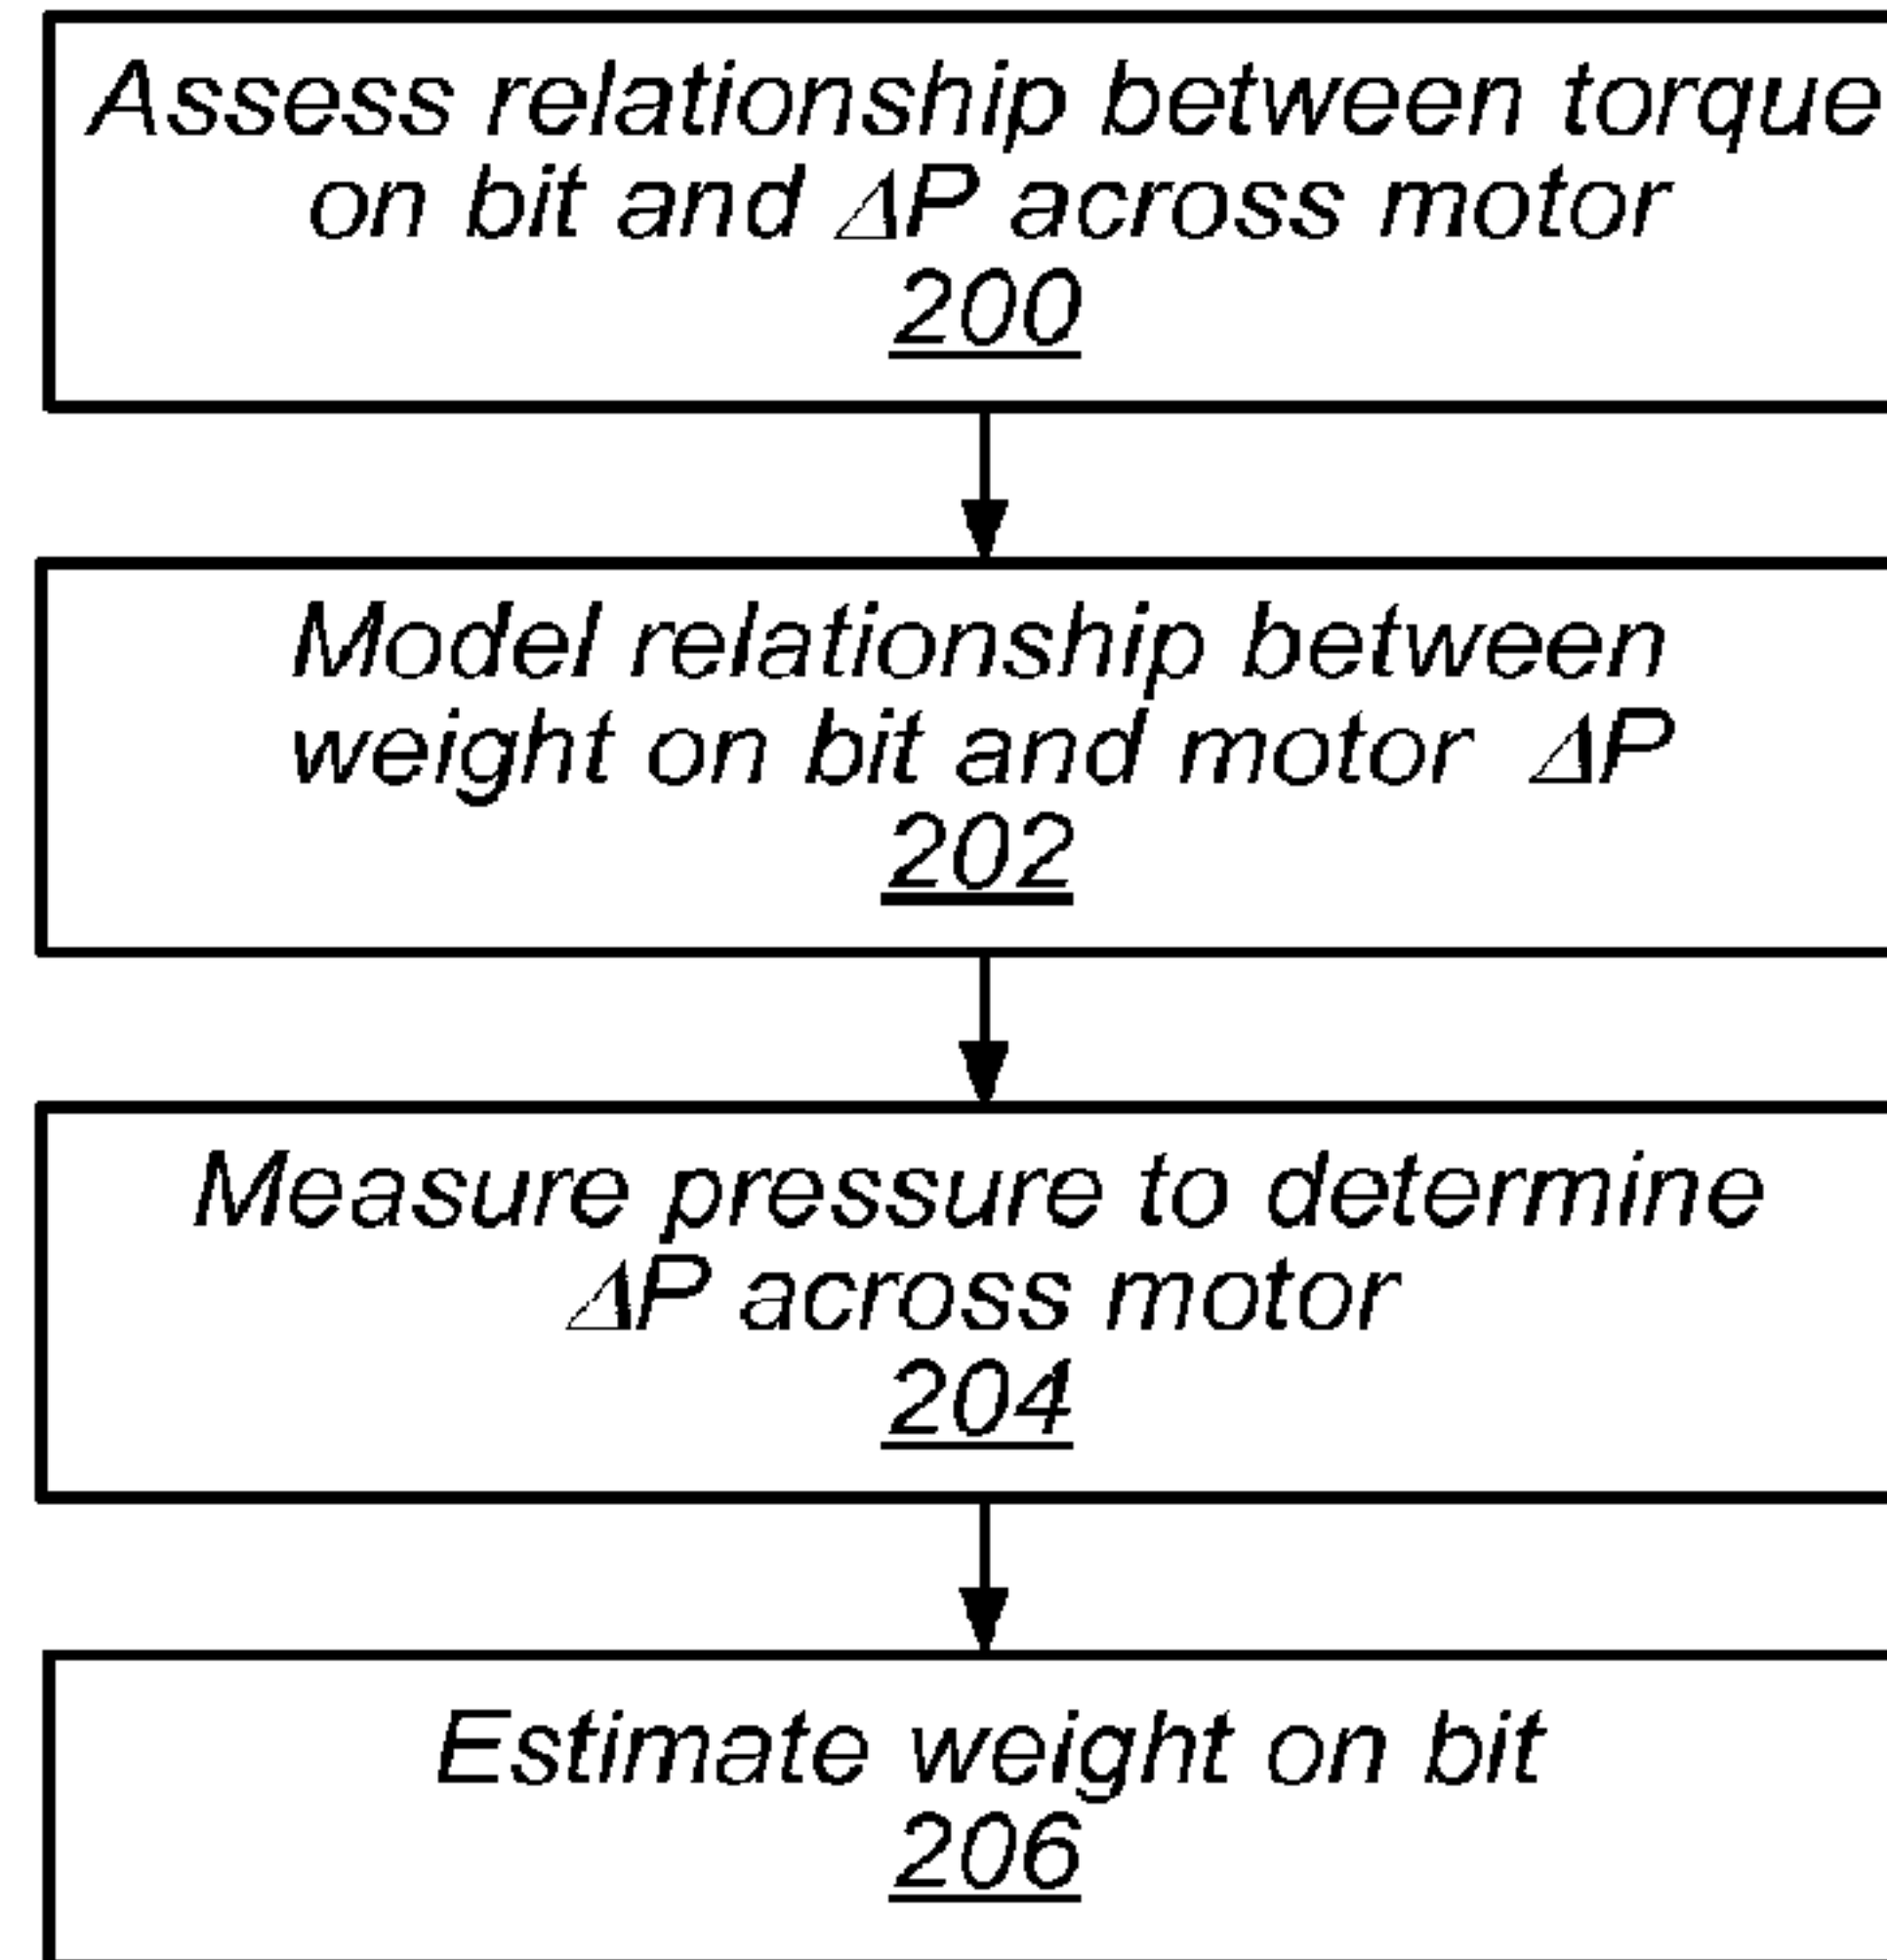 Assess relationship between torque
on bit and ΔP across motor
200
Model relationship between
weight on bit and motor ΔP
202
Measure pressure to determine
ΔP across motor
204
Estimate weight on bit
206